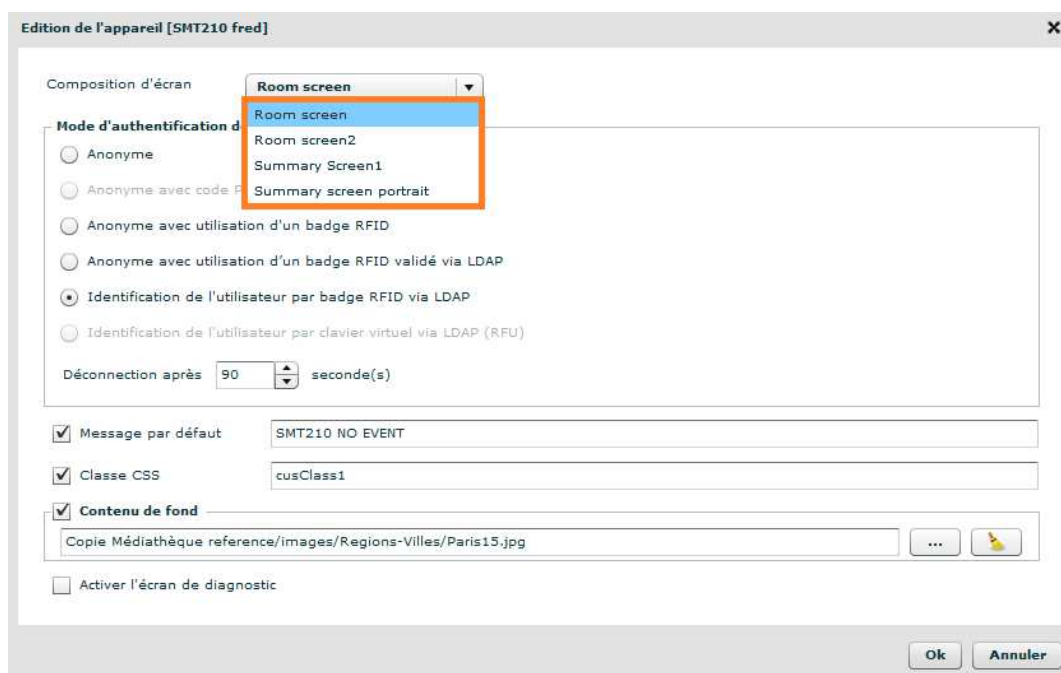 Edition de l'appareil [SMT210 fred]
Composition d'écran
Room screen
Room screen
Room screen2
Summary Screen1
Summary screen portrait
Mode d'authentification d
Anonyme
Anonyme avec code
Anonyme avec utilisation d'un badge RFID
Anonyme avec utilisation d'un badge RFID validé via LDAP
Identification de l'utilisateur par badge RFID via LDAP
Identification de l'utilisateur par clavier virtuel via LDAP (RFU)
Déconnection après 90 seconde(s)
Message par défaut SMT210 NO EVENT
Classe CSS cusClass1
Contenu de fond
Copie Médiathèque reference/images/Regions-Villes/Paris15.jpg ...
Activer l'écran de diagnostic
Ok Annuler